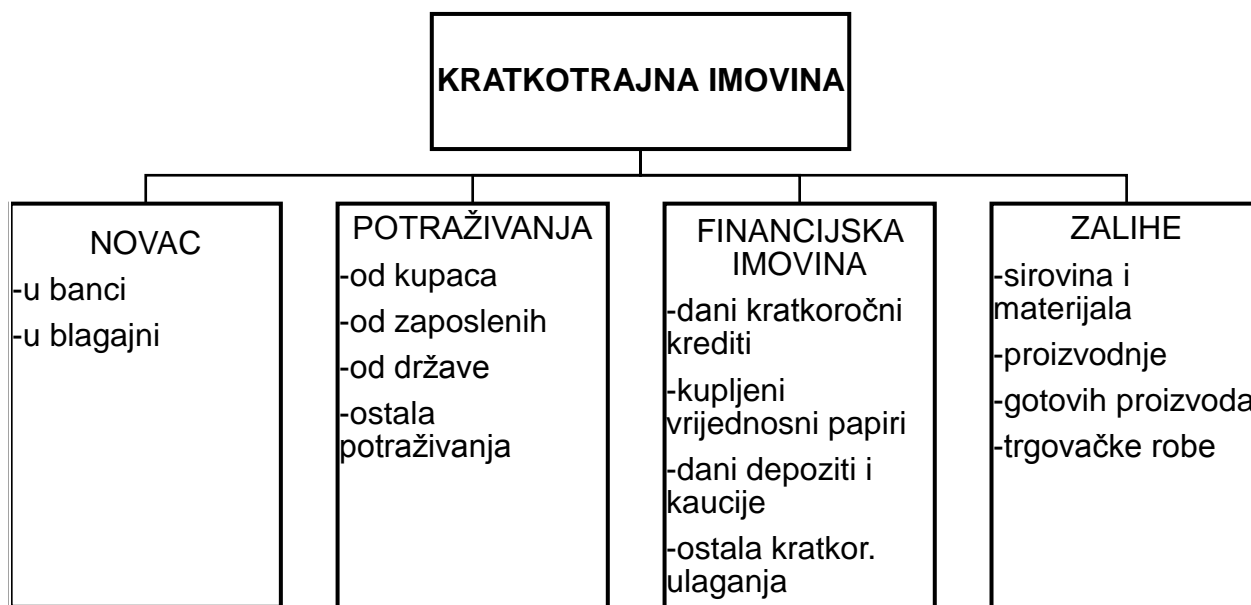 KRATKOTRAJNA IMOVINA
NOVAC
-u banci
-u blagajni
POTRAŽIVANJA
-od kupaca
-od zaposlenih
-od države
-ostala
potraživanja
FINANCIJSKA
IMOVINA
-dani kratkoročni
krediti
-kupljeni
vrijednosni papiri
-dani depoziti i
kaucije
-ostala kratkor.
ulaganja
ZALIHE
-sirovina i
materijala
-proizvodnje
-gotovih proizvoda
-trgovačke robe